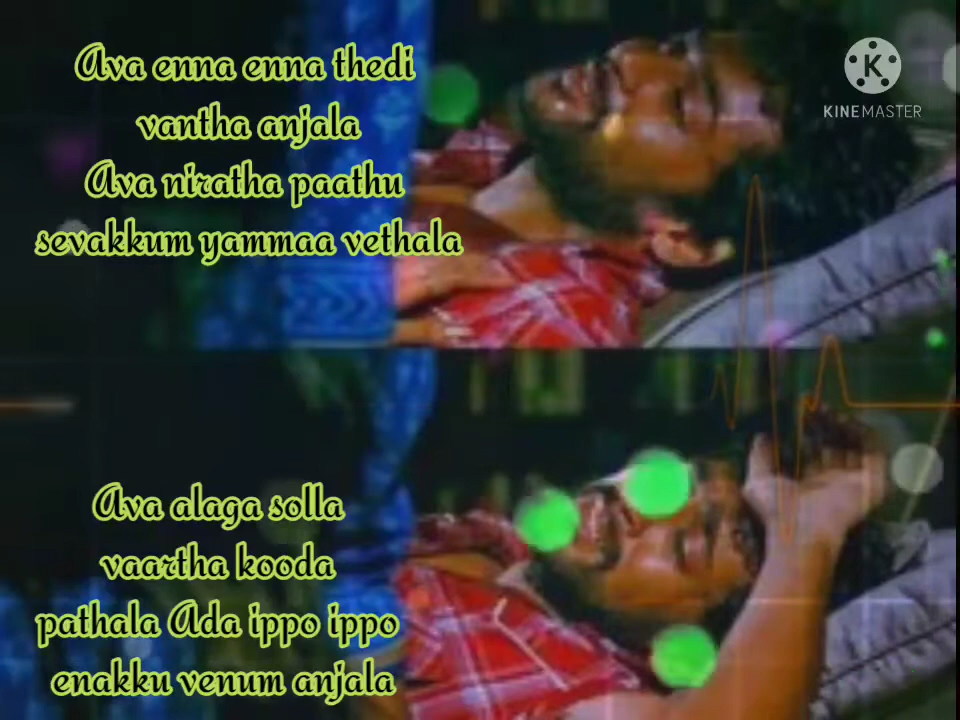 Ava enna enna thedi
vantha anjala
Ava niratha paathu
sevakkum yammaa vethala
K
KINEMASTER
Ava alaga solla
vaartha kooda
pathala Ada ippo ippo
enakku venum anjala